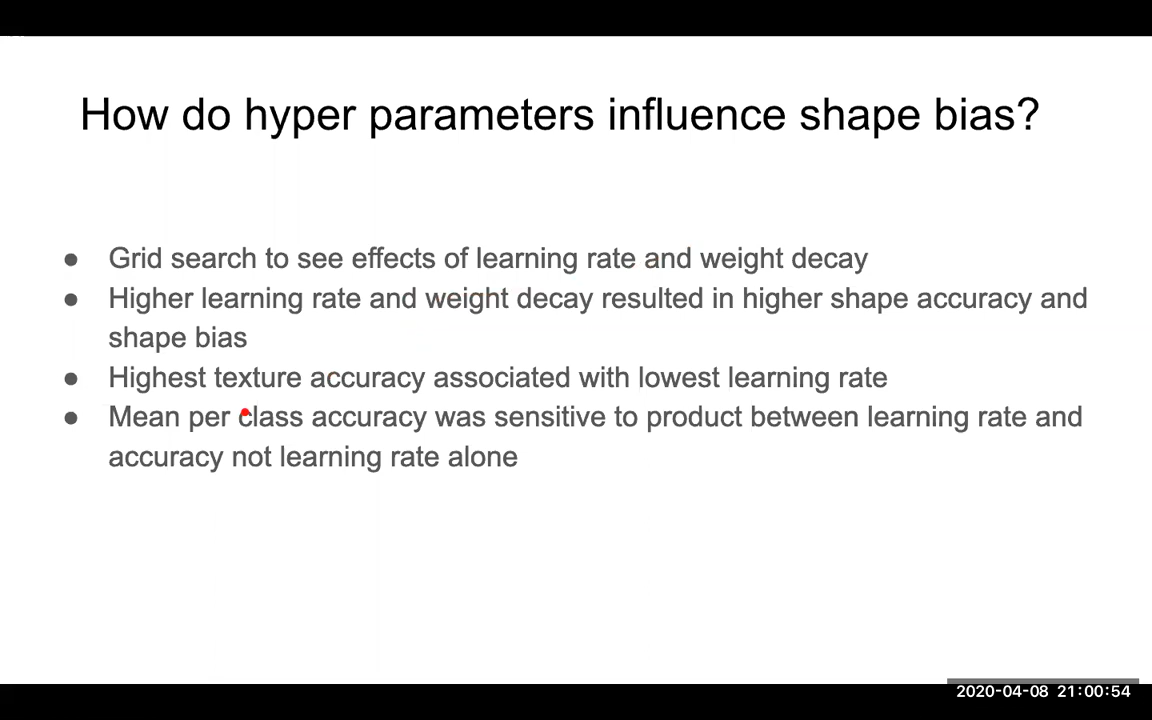 How do hyper parameters influence shape bias?
● Grid search to see effects of learning rate and weight decay
● Higher learning rate and weight decay resulted in higher shape accuracy and
shape bias
● Highest texture accuracy associated with lowest learning rate
● Mean per class accuracy was sensitive to product between learning rate and
accuracy not learning rate alone
2020-04-08 21:00:54